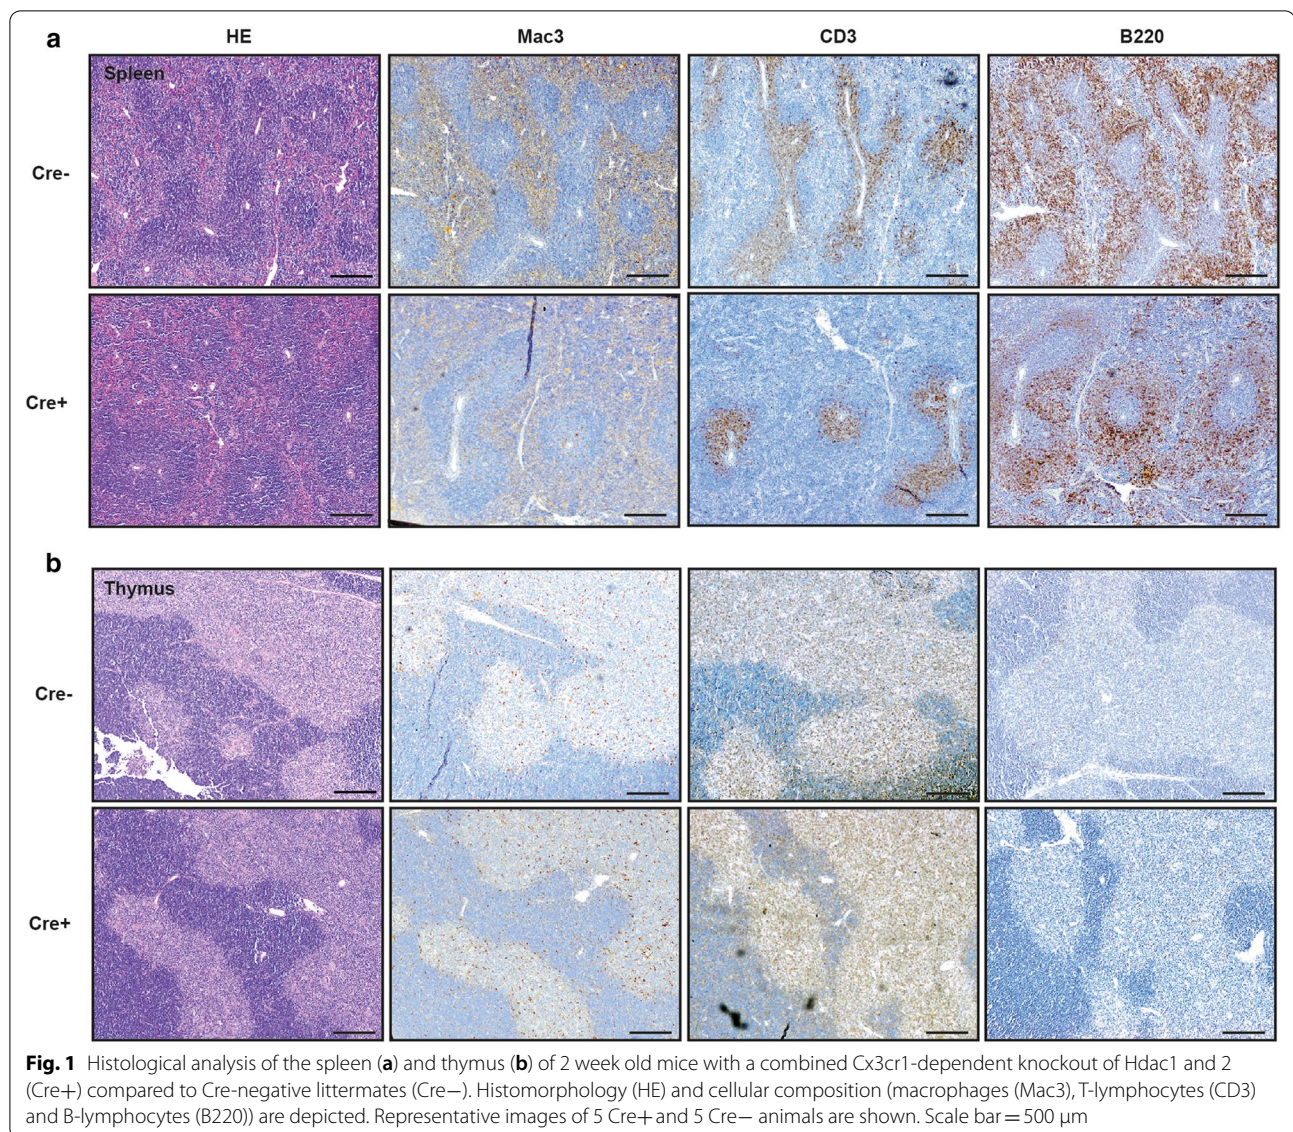 a
HE
Mac3
CD3
B220
Spleen
Cre-
Cre+
b
Thymus
Cre-
Cre+
Fig. 1 Histological analysis of the spleen (a) and thymus (b) of 2 week old mice with a combined Cx3cr1-dependent knockout of Hdac1 and 2
(Cre+) compared to Cre-negative littermates (Cre−). Histomorphology (HE) and cellular composition (macrophages (Mac3), T-lymphocytes (CD3)
and B-lymphocytes (B220)) are depicted. Representative images of 5 Cre+ and 5 Cre− animals are shown. Scale bar = 500 μm